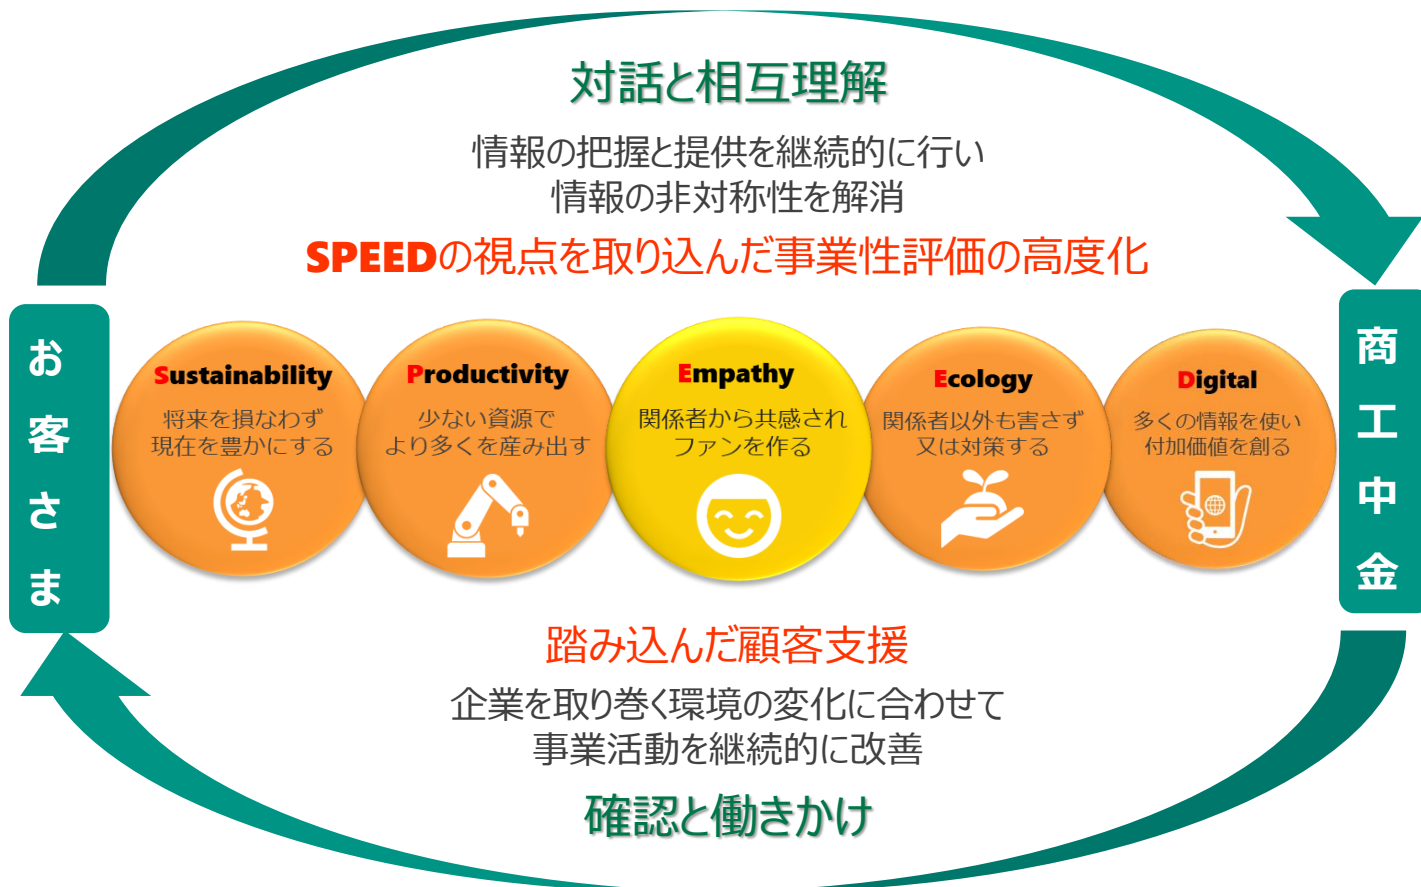 対話と相互理解
情報の把握と提供を継続的に行い
情報の非対称性を解消
SPEEDの視点を取り込んだ事業性評価の高度化
お客さま
Sustainability
将来を損なわず
現在を豊かにする
Productivity
少ない資源で
より多くを産み出す
Empathy
関係者から共感され
ファンを作る
Ecology
関係者以外も害さず
又は対策する
Digital
多くの情報を使い
付加価値を創る
商工中金
踏み込んだ顧客支援
企業を取り巻く環境の変化に合わせて
事業活動を継続的に改善
確認と働きかけ